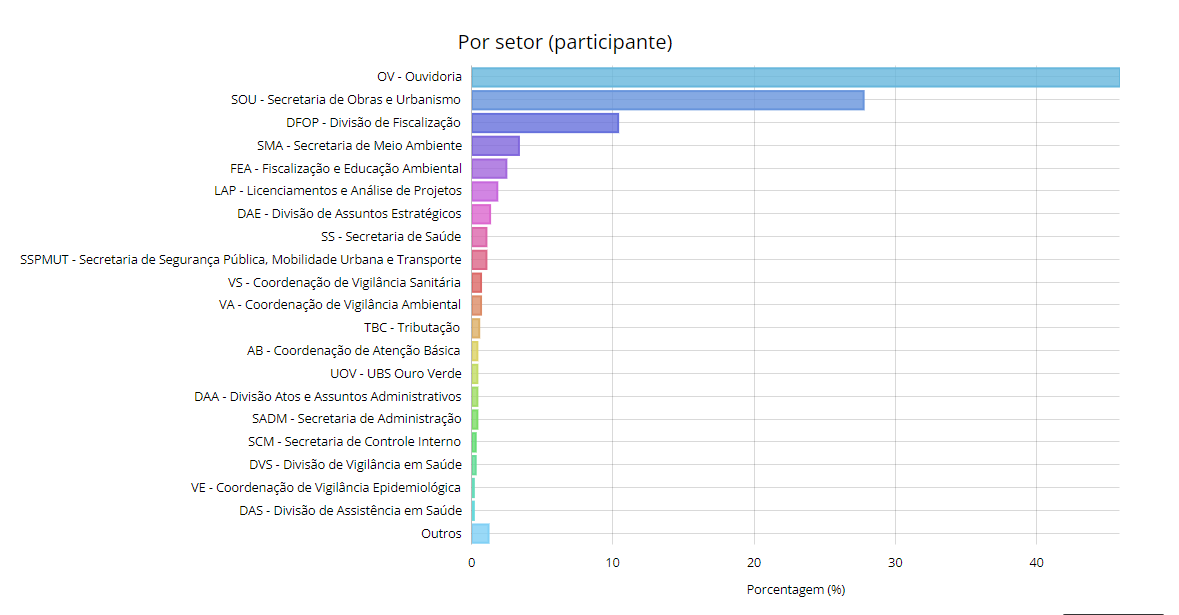 Por setor (participante)
OV - Ouvidoria
SOU - Secretaria de Obras e Urbanismo
DFOP - Divisão de Fiscalização
SMA - Secretaria de Meio Ambiente
FEA - Fiscalização e Educação Ambiental
LAP - Licenciamentos e Análise de Projetos
DAE - Divisão de Assuntos Estratégicos
SS - Secretaria de Saúde
SSPMUT - Secretaria de Segurança Pública, Mobilidade Urbana e Transporte
VS - Coordenação de Vigilância Sanitária
VA - Coordenação de Vigilância Ambiental
TBC - Tributação
AB - Coordenação de Atenção Básica
UOV - UBS Ouro Verde
DAA - Divisão Atos e Assuntos Administrativos
SADM - Secretaria de Administração
SCM - Secretaria de Controle Interno
DVS - Divisão de Vigilância em Saúde
VE - Coordenação de Vigilância Epidemiológica
DAS - Divisão de Assistência em Saúde
Outros
0 10 20 30 40
Porcentagem (%)